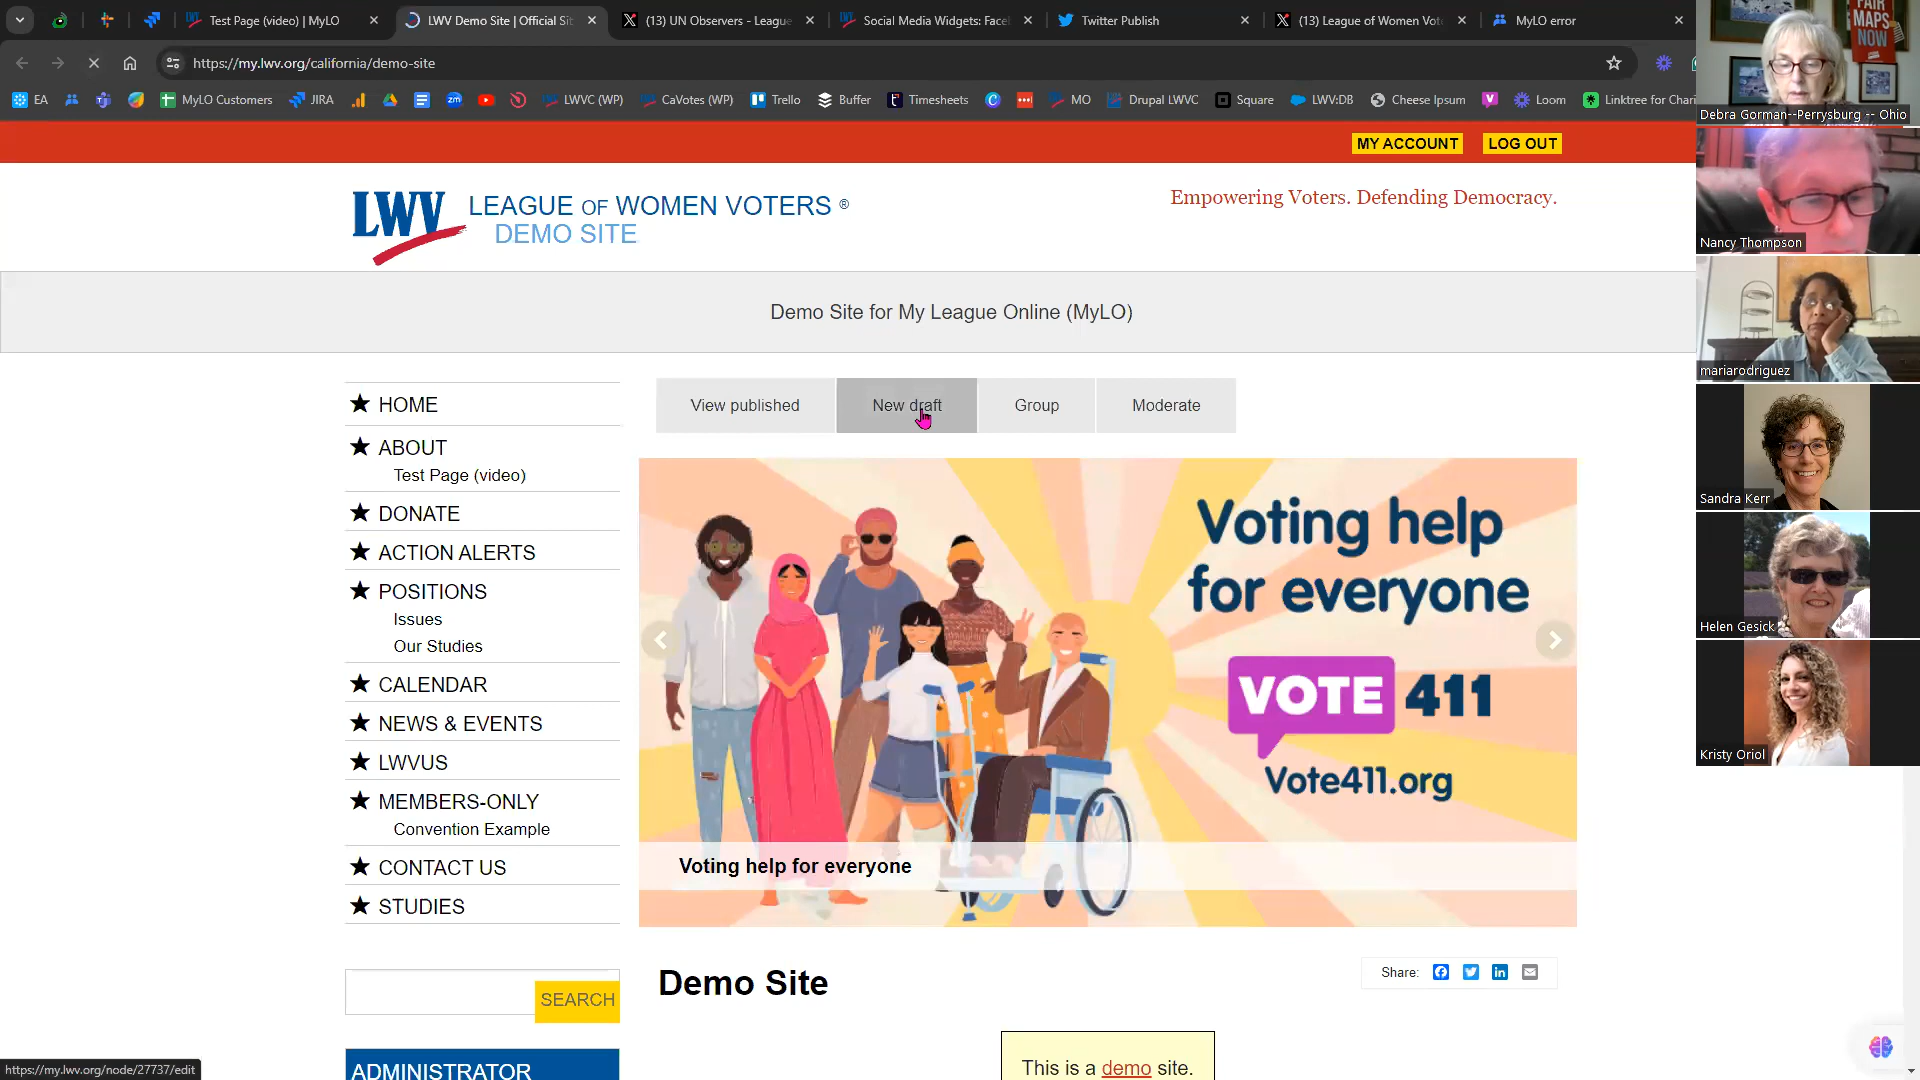 Test Page (video) | MyLO
LWV Demo Site | Official Sit
(13) UN Observers - League
Social Media Widgets: Face
Twitter Publish
(13) League of Women Vote
MyLO error
https://my.lwv.org/california/demo-site
EA
MyLO Customers
JIRA
LWVC (WP)
CaVotes (WP)
Trello
Buffer
Timesheets
MO
Drupal LWVC
Square
LWV:DB
Cheese Ipsum
Loom
Linktree for Chari
MY ACCOUNT
LOG OUT
LWV
LEAGUE OF WOMEN VOTERS ®
DEMO SITE
Empowering Voters. Defending Democracy.
Demo Site for My League Online (MyLO)
HOME
ABOUT
Test Page (video)
DONATE
ACTION ALERTS
POSITIONS
Issues
Our Studies
CALENDAR
NEWS & EVENTS
LWVUS
MEMBERS-ONLY
Convention Example
CONTACT US
STUDIES
SEARCH
ADMINISTRATOR
View published
New draft
Group
Moderate
Voting help
for everyone
VOTE 411
Vote411.org
Voting help for everyone
Demo Site
Share:
This is a demo site.
https://my.lwv.org/node/27737/edit
FAIR
MAPS
NOW
Debra Gorman--Perrysburg -- Ohio
Nancy Thompson
mariarodriguez
Sandra Kerr
Helen Gesick
Kristy Oriol